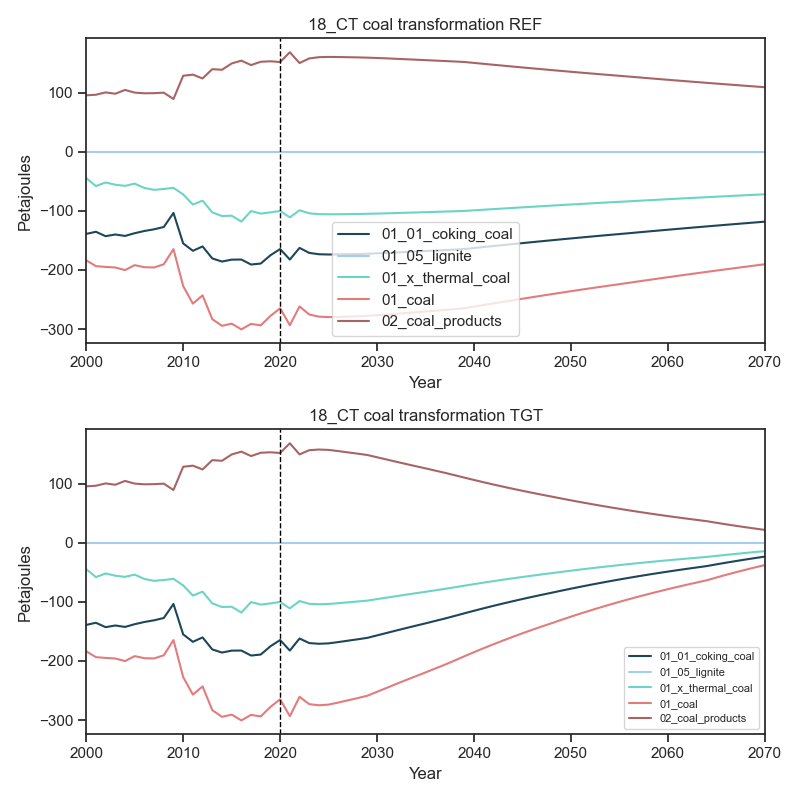 18_CT coal transformation REF
100
0
−100
−200
−300
Petajoules
01_01_coking_coal
01_05_lignite
01_x_thermal_coal
01_coal
02_coal_products
2000 2010 2020 2030 2040 2050 2060 2070
Year
18_CT coal transformation TGT
100
0
−100
−200
−300
Petajoules
01_01_coking_coal
01_05_lignite
01_x_thermal_coal
01_coal
02_coal_products
2000 2010 2020 2030 2040 2050 2060 2070
Year